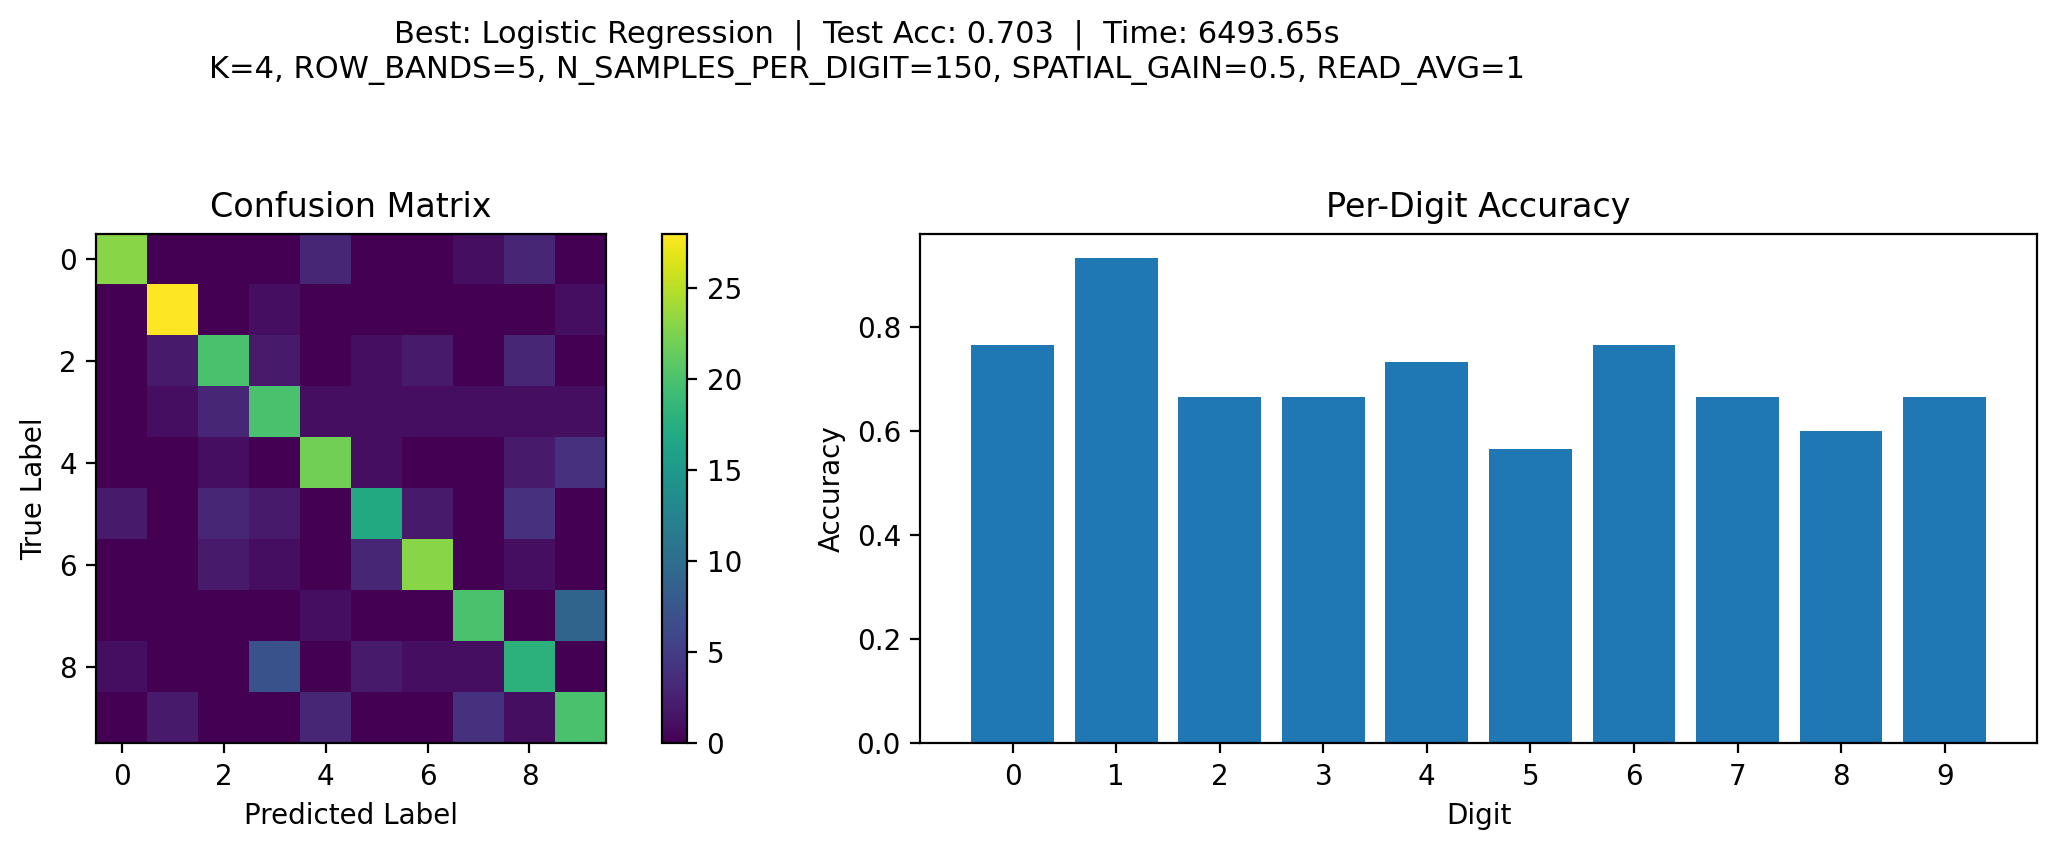 Best: Logistic Regression | Test Acc: 0.703 | Time: 6493.65s
K=4, ROW_BANDS=5, N_SAMPLES_PER_DIGIT=150, SPATIAL_GAIN=0.5, READ_AVG=1
Confusion Matrix
True Label
0
2
4
6
8
0 2 4 6 8
Predicted Label
25
20
15
10
5
0
Per-Digit Accuracy
Accuracy
0.8
0.6
0.4
0.2
0.0
0 1 2 3 4 5 6 7 8 9
Digit